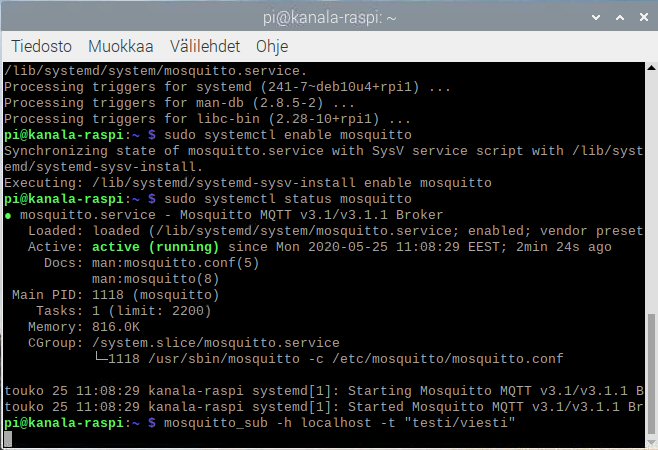 pi@kanala-raspi: ~
Tiedosto Muokkaa Välilehdet Ohje
/lib/systemd/system/mosquitto.service.
Processing triggers for systemd (241-7~deb10u4+rpi1) ...
Processing triggers for man-db (2.8.5-2) ...
Processing triggers for libc-bin (2.28-10+rpi1) ...
pi@kanala-raspi:~ $ sudo systemctl enable mosquitto
Synchronizing state of mosquitto.service with SysV service script with /lib/syst
emd/systemd-sysv-install.
Executing: /lib/systemd/systemd-sysv-install enable mosquitto
pi@kanala-raspi:~ $ sudo systemctl status mosquitto
● mosquitto.service - Mosquitto MQTT v3.1/v3.1.1 Broker
Loaded: loaded (/lib/systemd/system/mosquitto.service; enabled; vendor preset
Active: active (running) since Mon 2020-05-25 11:08:29 EEST; 2min 24s ago
Docs: man:mosquitto.conf(5)
man:mosquitto(8)
Main PID: 1118 (mosquitto)
Tasks: 1 (limit: 2200)
Memory: 816.0K
CGroup: /system.slice/mosquitto.service
└─1118 /usr/sbin/mosquitto -c /etc/mosquitto/mosquitto.conf
touko 25 11:08:29 kanala-raspi systemd[1]: Starting Mosquitto MQTT v3.1/v3.1.1 B
touko 25 11:08:29 kanala-raspi systemd[1]: Started Mosquitto MQTT v3.1/v3.1.1 Br
pi@kanala-raspi:~ $ mosquitto_sub -h localhost -t "testi/viesti"